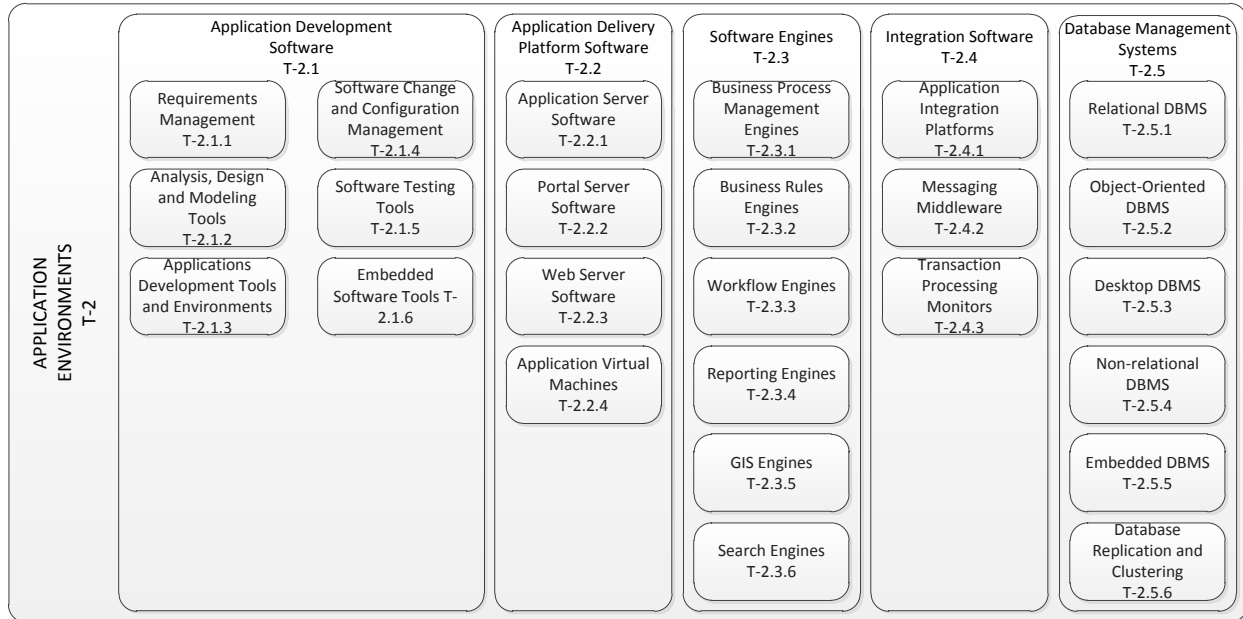 APPLICATION
ENVIRONMENTS
T-2
Application Development
Software
T-2.1
Requirements
Management
T-2.1.1
Analysis, Design
and Modeling
Tools
T-2.1.2
Applications
Development Tools
and Environments
T-2.1.3
Software Change
and Configuration
Management
T-2.1.4
Software Testing
Tools
T-2.1.5
Embedded
Software Tools T-
2.1.6
Application Delivery
Platform Software
T-2.2
Application Server
Software
T-2.2.1
Portal Server
Software
T-2.2.2
Web Server
Software
T-2.2.3
Application Virtual
Machines
T-2.2.4
Software Engines
T-2.3
Business Process
Management
Engines
T-2.3.1
Business Rules
Engines
T-2.3.2
Workflow Engines
T-2.3.3
Reporting Engines
T-2.3.4
GIS Engines
T-2.3.5
Search Engines
T-2.3.6
Integration Software
T-2.4
Application
Integration
Platforms
T-2.4.1
Messaging
Middleware
T-2.4.2
Transaction
Processing
Monitors
T-2.4.3
Database Management
Systems
T-2.5
Relational DBMS
T-2.5.1
Object-Oriented
DBMS
T-2.5.2
Desktop DBMS
T-2.5.3
Non-relational
DBMS
T-2.5.4
Embedded DBMS
T-2.5.5
Database
Replication and
Clustering
T-2.5.6